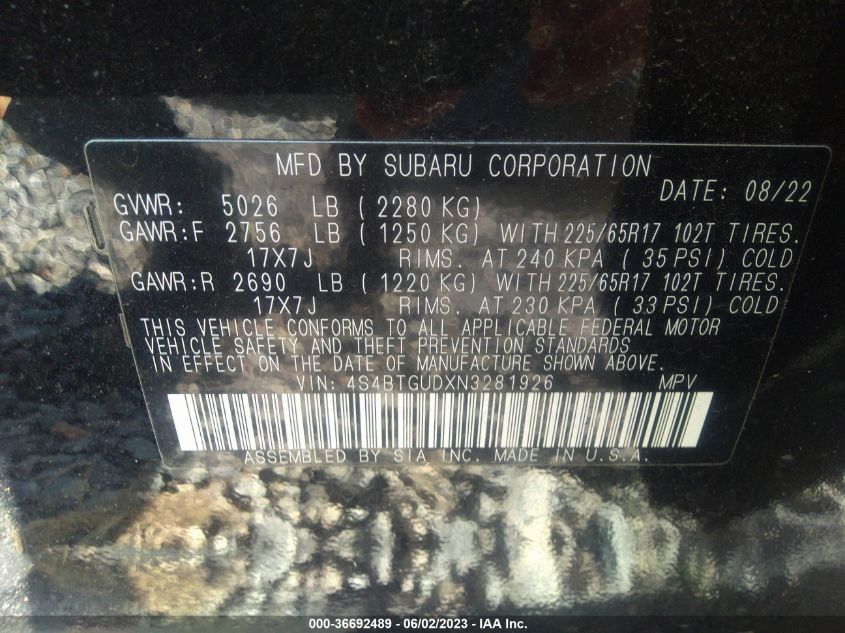 MFD BY SUBARU CORPORATION
DATE: 08/22
GVWR: 5026 LB ( 2280 KG)
GAWR:F 2756 LB ( 1250 KG) WITH 225/65R17 102T TIRES.
17X7J RIMS. AT 240 KPA ( 35 PSI) COLD
GAWR:R 2690 LB ( 1220 KG) WITH 225/65R17 102T TIRES.
17X7J RIMS. AT 230 KPA ( 33 PSI) COLD
THIS VEHICLE CONFORMS TO ALL APPLICABLE FEDERAL MOTOR
VEHICLE SAFETY AND THEFT PREVENTION STANDARDS
IN EFFECT ON THE DATE OF MANUFACTURE SHOWN ABOVE.
VIN: 4S4BTGUDXN3281926 MPV
ASSEMBLED BY SIA INC. MADE IN U.S.A.
000-36692489 - 06/02/2023 - IAA Inc.